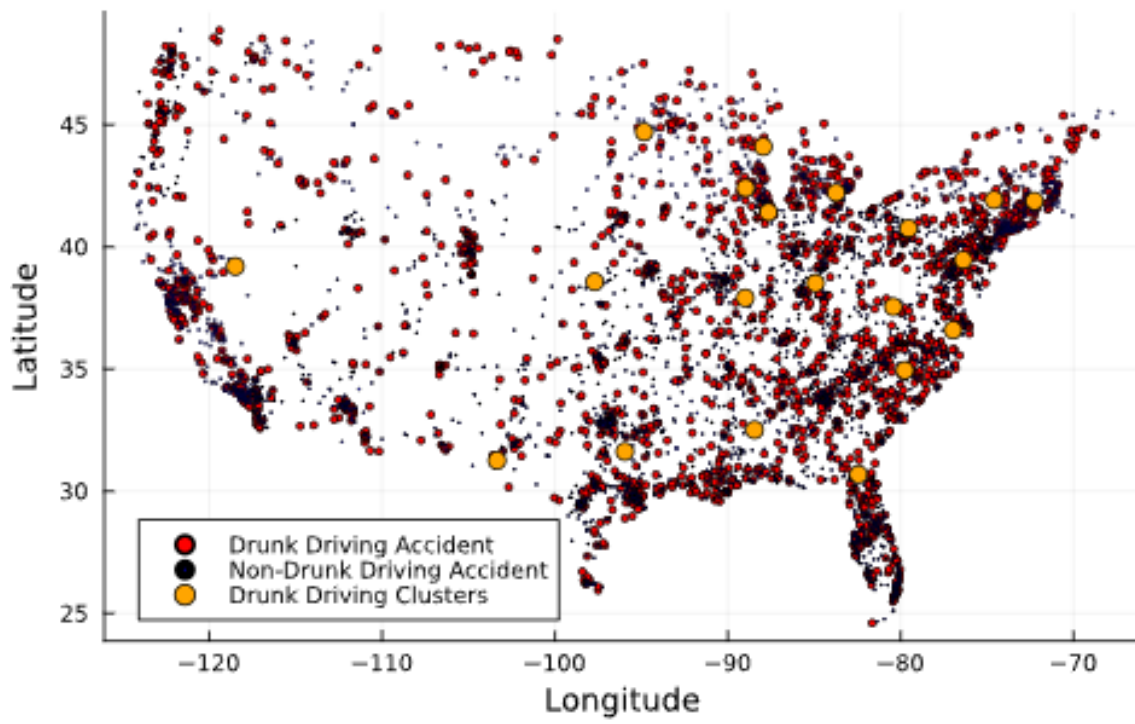 45
40
35
30
25
Latitude
Drunk Driving Accident
Non-Drunk Driving Accident
Drunk Driving Clusters
−120 −110 −100 −90 −80 −70
Longitude